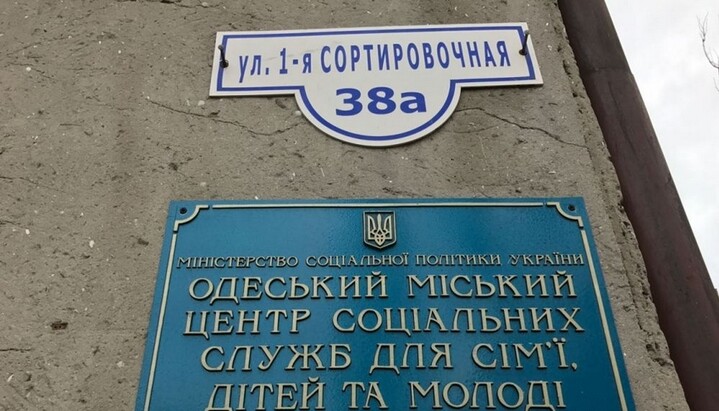 ул. 1-я СОРТИРОВОЧНАЯ
38а
МІНІСТЕРСТВО СОЦІАЛЬНОЇ ПОЛІТИКИ УКРАЇНИ
ОДЕСЬКИЙ МІСЬКИЙ
ЦЕНТР СОЦІАЛЬНИХ
СЛУЖБ ДЛЯ СІМ'Ї,
ДІТЕЙ ТА МОЛОДІ